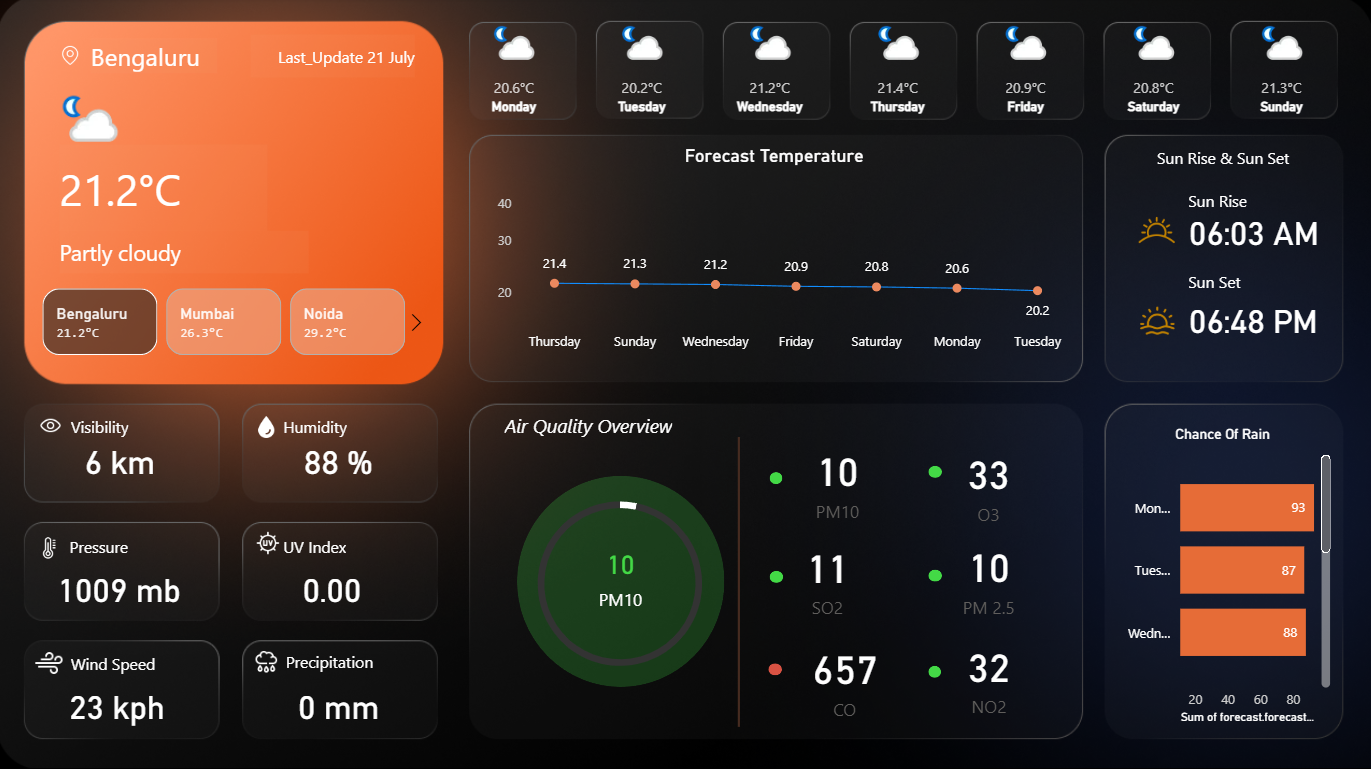 Bengaluru
Last_Update 21 July
21.2°C
Partly cloudy
Bengaluru
21.2°C
Mumbai
26.3°C
Noida
29.2°C
20.6°C
Monday
20.2°C
Tuesday
21.2°C
Wednesday
21.4°C
Thursday
20.9°C
Friday
20.8°C
Saturday
21.3°C
Sunday
Forecast Temperature
40
30
20
21.4
21.3
21.2
20.9
20.8
20.6
20.2
Thursday
Sunday
Wednesday
Friday
Saturday
Monday
Tuesday
Sun Rise & Sun Set
Sun Rise
06:03 AM
Sun Set
06:48 PM
Visibility
6 km
Humidity
88 %
Pressure
1009 mb
UV
UV Index
0.00
Wind Speed
23 kph
Precipitation
0 mm
Air Quality Overview
10
PM10
10
PM10
33
O3
11
SO2
10
PM 2.5
657
CO
32
NO2
Chance Of Rain
Mon...
93
Tues...
87
Wedn...
88
20 40 60 80
Sum of forecast.forecast...